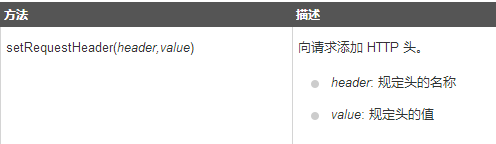 方法 描述
setRequestHeader(header,value) 向请求添加 HTTP 头。
header: 规定头的名称
value: 规定头的值